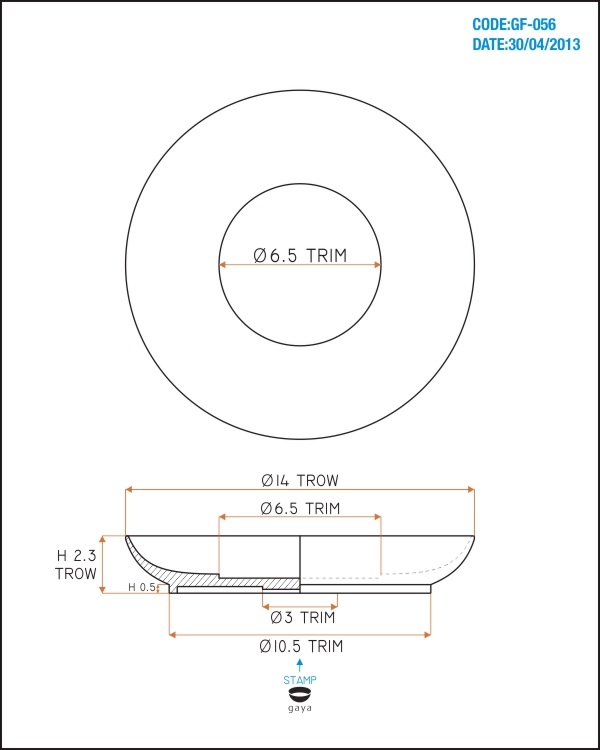 CODE:GF-056
DATE:30/04/2013
Ø6.5 TRIM
Ø14 TROW
Ø6.5 TRIM
H 2.3
TROW
H 0.5
Ø3 TRIM
Ø10.5 TRIM
STAMP
gaya